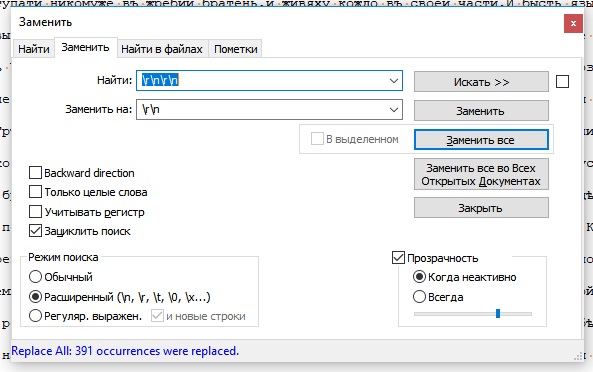 тупати никомуже въ жребии братень.и живяху кождо въ своей части.И бысть язы
Заменить
Найти
Заменить
Найти в файлах
Пометки
Найти: \r\n\r\n
Искать >>
Заменить на: \r\n
Заменить
В выделенном
Заменить все
Заменить все во Всех
Открытых Документах
Закрыть
Backward direction
Только целые слова
Учитывать регистр
Зациклить поиск
Режим поиска
Обычный
Расширенный (\n, \r, \t, \0, \x...)
Регуляр. выражен.
и новые строки
Прозрачность
Когда неактивно
Всегда
Replace All: 391 occurrences were replaced.